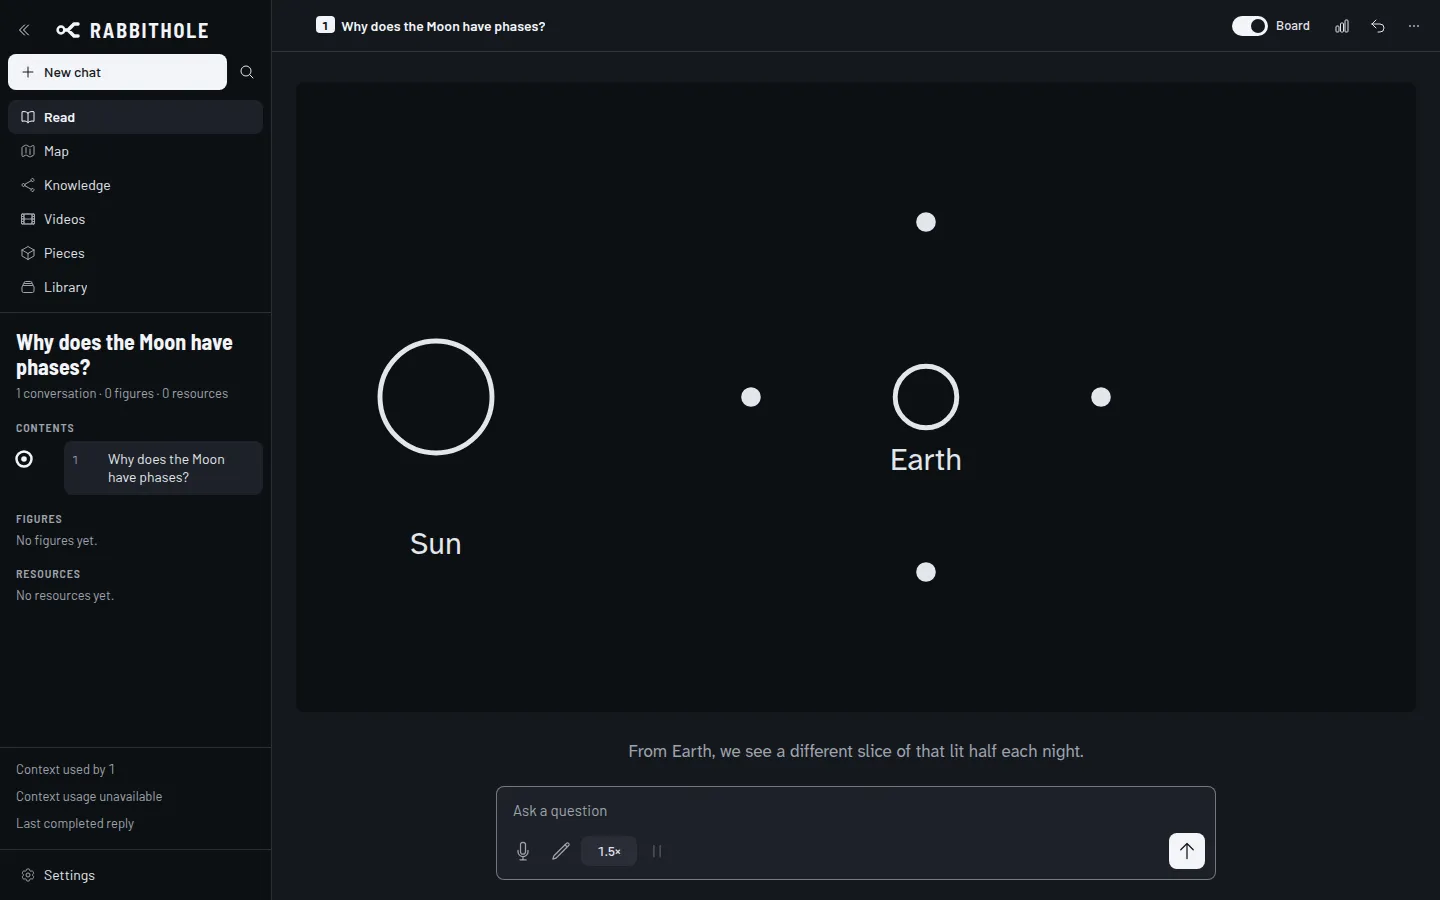 RABBITHOLE
New chat
Read
Map
Knowledge
Videos
Pieces
Library
Why does the Moon have
phases?
1 conversation · 0 figures · 0 resources
CONTENTS
1 Why does the Moon
have phases?
FIGURES
No figures yet.
RESOURCES
No resources yet.
Context used by 1
Context usage unavailable
Last completed reply
Settings
1 Why does the Moon have phases?
Board
Sun
Earth
From Earth, we see a different slice of that lit half each night.
Ask a question
1.5×